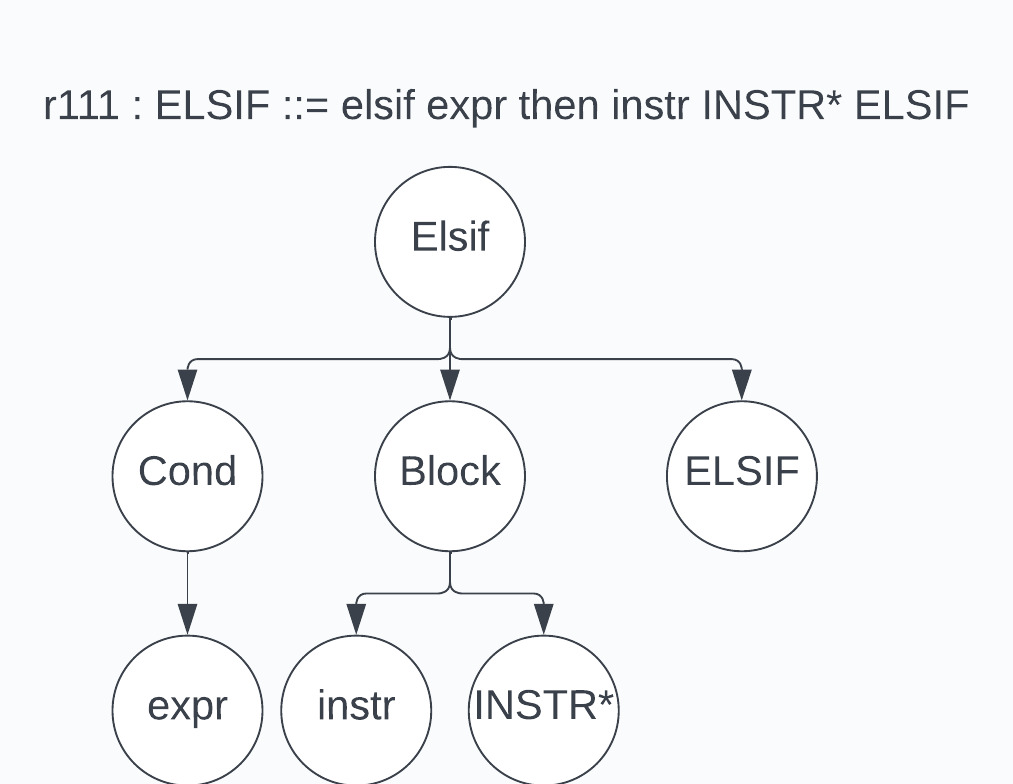 r111 : ELSIF ::= elsif expr then instr INSTR* ELSIF
Elsif
Cond
Block
ELSIF
expr
instr
INSTR*